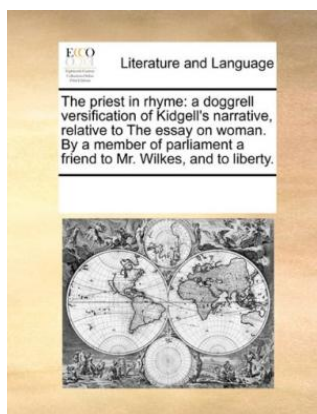 ECCO
Literature and Language
The priest in rhyme: a doggrell
versification of Kidgell's narrative,
relative to The essay on woman.
By a member of parliament a
friend to Mr. Wilkes, and to liberty.